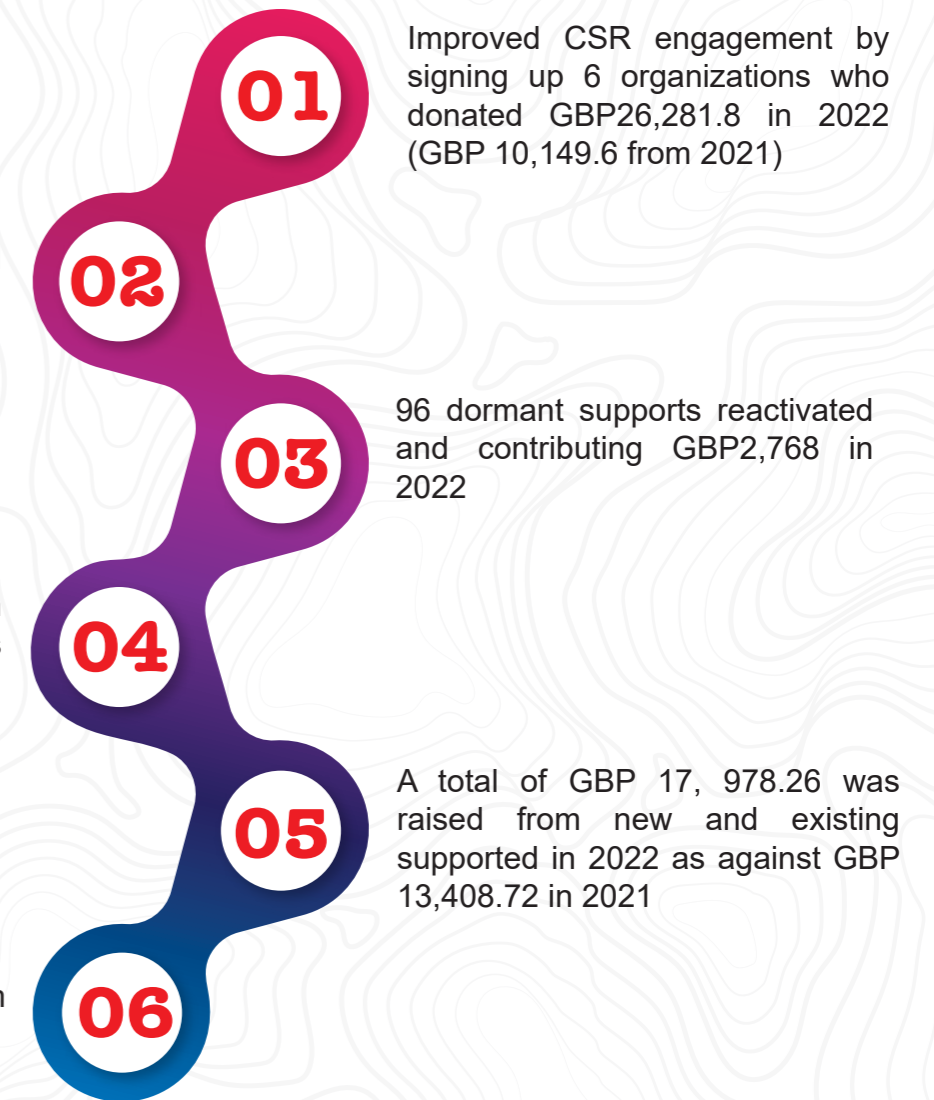 01
Improved CSR engagement by
signing up 6 organizations who
donated GBP26,281.8 in 2022
(GBP 10,149.6 from 2021)
02
03
96 dormant supports reactivated
and contributing GBP2,768 in
2022
04
05
A total of GBP 17, 978.26 was
raised from new and existing
supported in 2022 as against GBP
13,408.72 in 2021
06